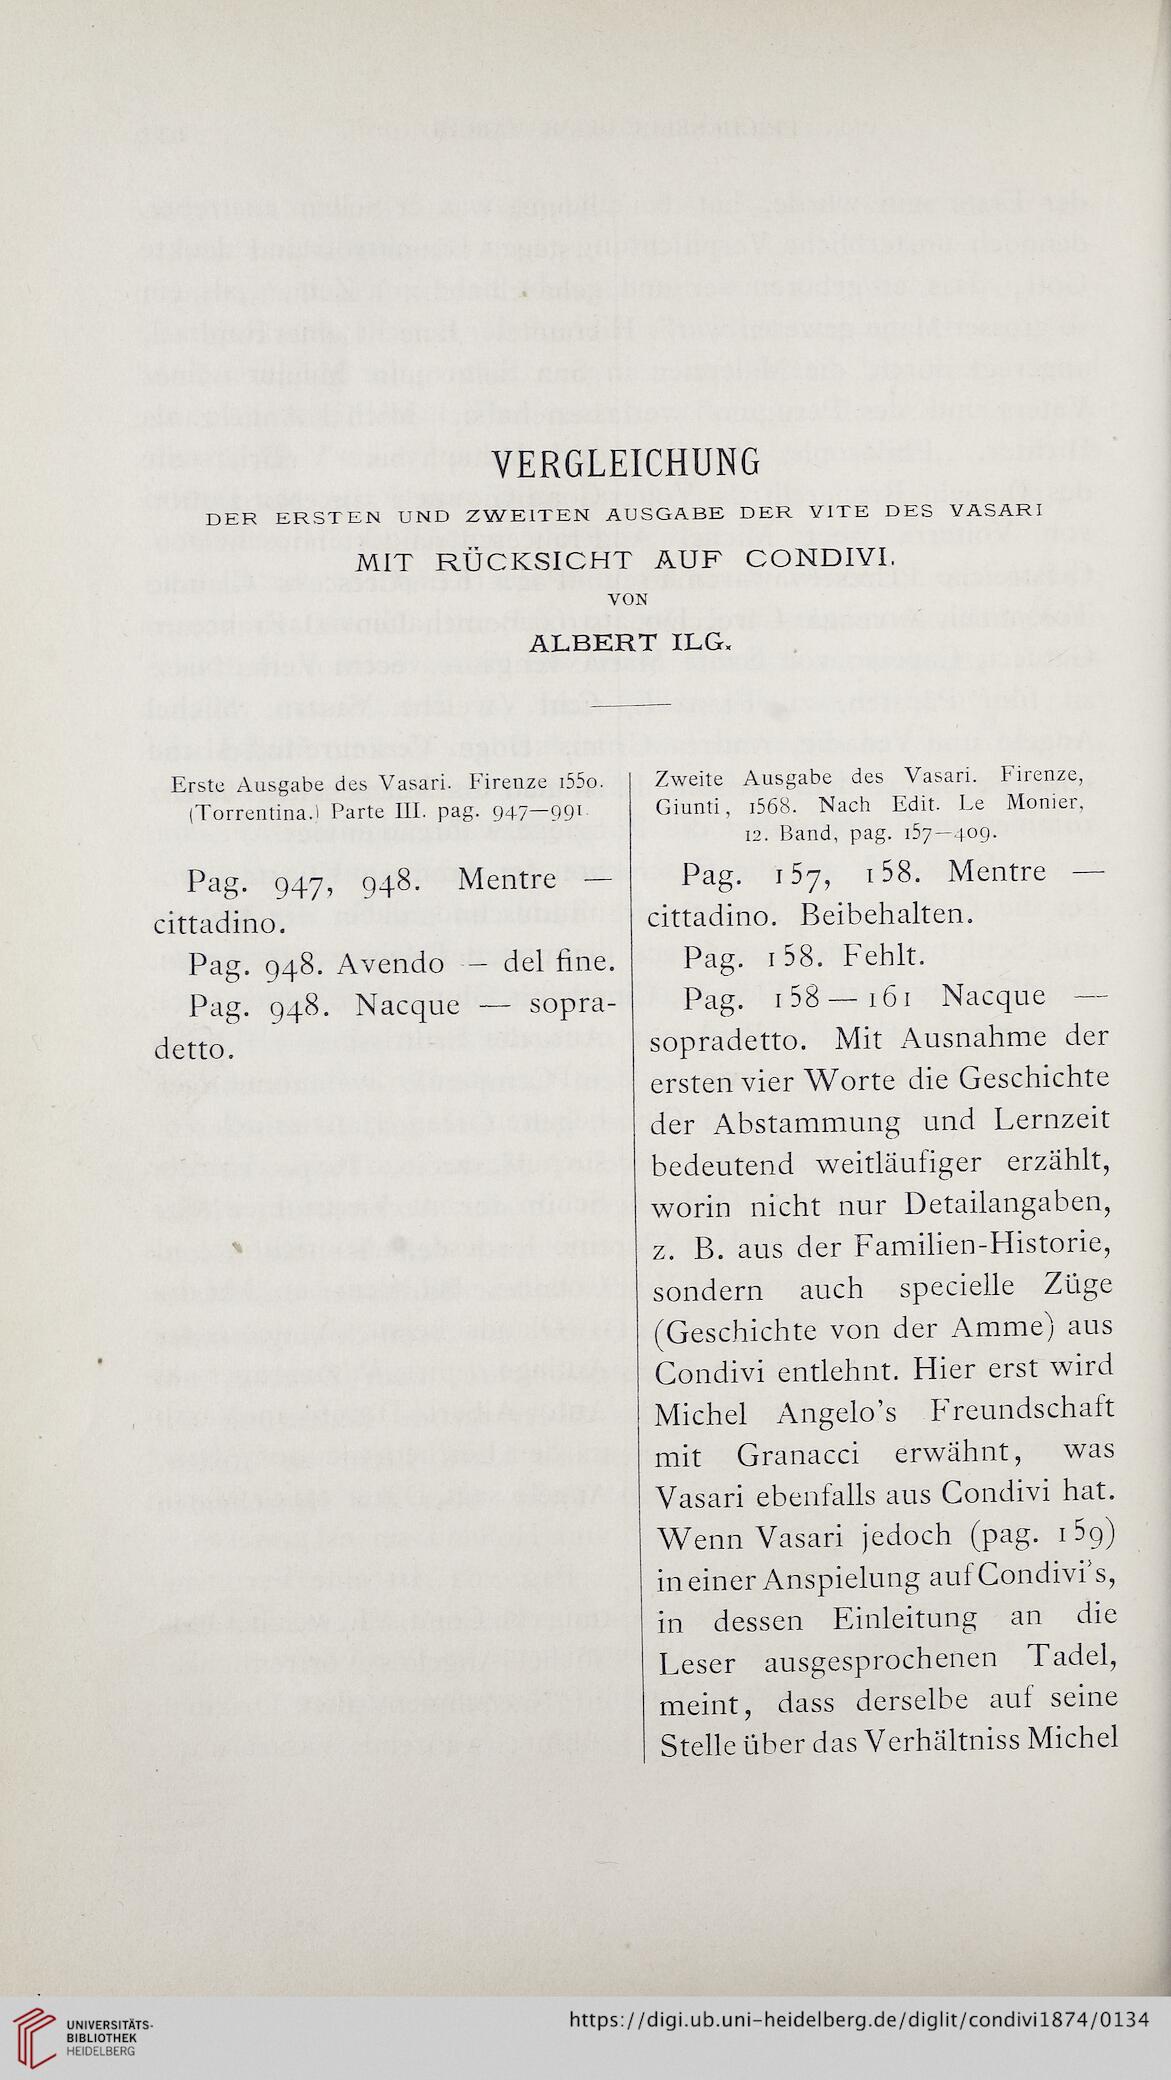 VERGLEICHUNG
DER ERSTEN UND ZWEITEN AUSGABE DER VITE DES VASARI
MIT RÜCKSICHT AUF CONDIVI.
VON
ALBERT ILG.
Erste Ausgabe des Vasari. Firenze 1550.
(Torrentina.) Parte III. pag. 947—991.
Pag. 947, 948. Mentre —
cittadino.
Pag. 948. Avendo — del fine.
Pag. 948. Nacque — sopra-
detto.
Zweite Ausgabe des Vasari. Firenze,
Giunti, 1568. Nach Edit. Le Monier,
12. Band, pag. 157—409.
Pag. 157, 158. Mentre —
cittadino. Beibehalten.
Pag. 158. Fehlt.
Pag. 158 — 161 Nacque —
sopradetto. Mit Ausnahme der
ersten vier Worte die Geschichte
der Abstammung und Lernzeit
bedeutend weitläufiger erzählt,
worin nicht nur Detailangaben,
z. B. aus der Familien-Historie,
sondern auch specielle Züge
(Geschichte von der Amme) aus
Condivi entlehnt. Hier erst wird
Michel Angelo's Freundschaft
mit Granacci erwähnt, was
Vasari ebenfalls aus Condivi hat.
Wenn Vasari jedoch (pag. 159)
in einer Anspielung auf Condivi's,
in dessen Einleitung an die
Leser ausgesprochenen Tadel,
meint, dass derselbe auf seine
Stelle über das Verhältniss Michel
UNIVERSITÄTS-
BIBLIOTHEK
HEIDELBERG
https://digi.ub.uni-heidelberg.de/diglit/condivi1874/0134